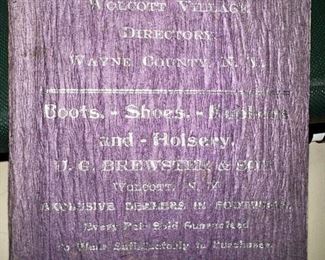 Wolcott Village
Directory,
Wayne County, N. Y.
Boots. - Shoes. - Rubbers
and - Hoisery.
J. G. BREWSTER & SON
Wolcott, N. Y.
EXCLUSIVE DEALERS IN FOOTWEAR.
Every Pair Sold Guaranteed
To Wear Satisfactorily to Purchaser.